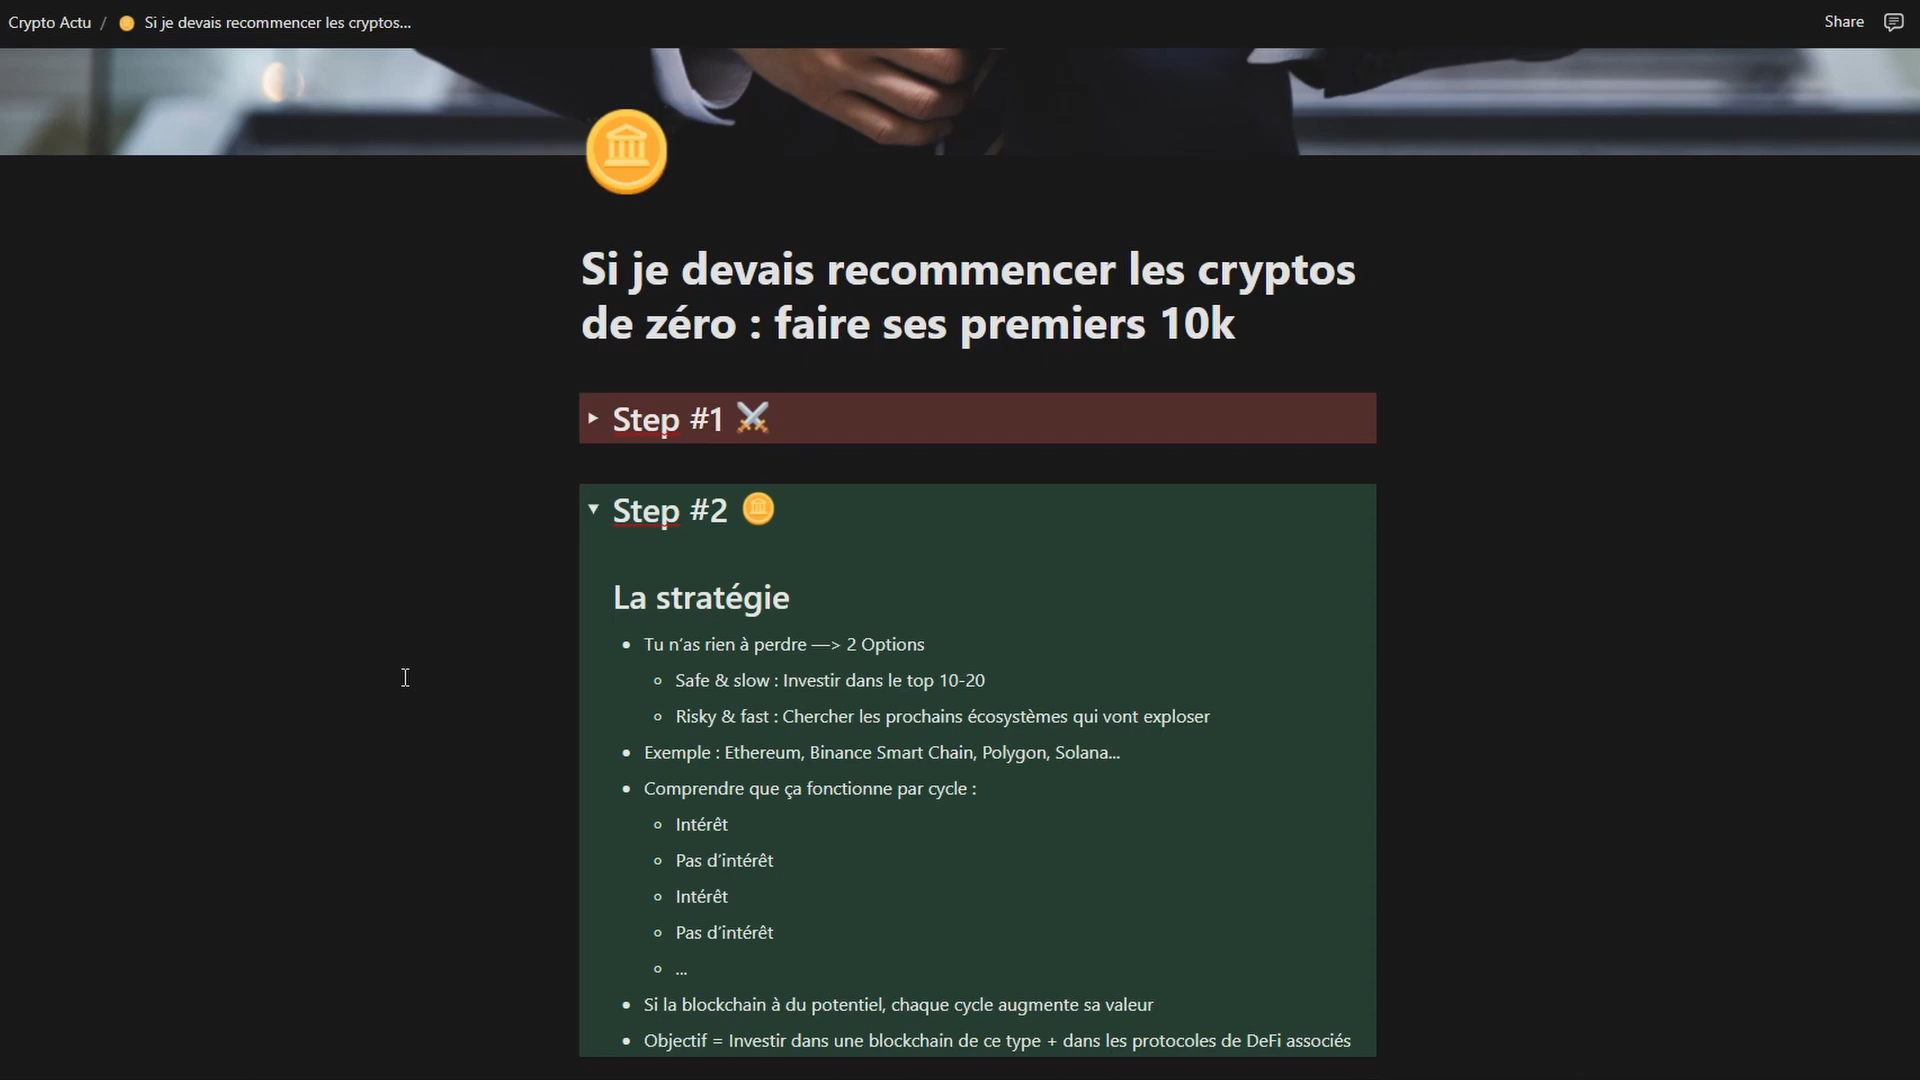 Crypto Actu / Si je devais recommencer les cryptos...
Share
Si je devais recommencer les cryptos
de zéro : faire ses premiers 10k
Step #1
Step #2
La stratégie
Tu n'as rien à perdre —> 2 Options
Safe & slow : Investir dans le top 10-20
Risky & fast : Chercher les prochains écosystèmes qui vont exploser
Exemple : Ethereum, Binance Smart Chain, Polygon, Solana...
Comprendre que ça fonctionne par cycle :
Intérêt
Pas d'intérêt
Intérêt
Pas d'intérêt
...
Si la blockchain à du potentiel, chaque cycle augmente sa valeur
Objectif = Investir dans une blockchain de ce type + dans les protocoles de DeFi associés